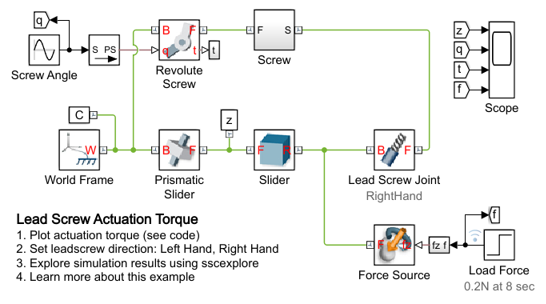 q
z
B F
F S
q
S PS
q t
t
t
f
Screw Angle
Revolute
Screw
Screw
Scope
C
z
W
B F
F
B F
World Frame
Prismatic
Slider
Slider
Lead Screw Joint
RightHand
Lead Screw Actuation Torque
1. Plot actuation torque (see code)
2. Set leadscrew direction: Left Hand, Right Hand
3. Explore simulation results using sscexplore
4. Learn more about this example
f
fz f
Force Source
Load Force
0.2N at 8 sec